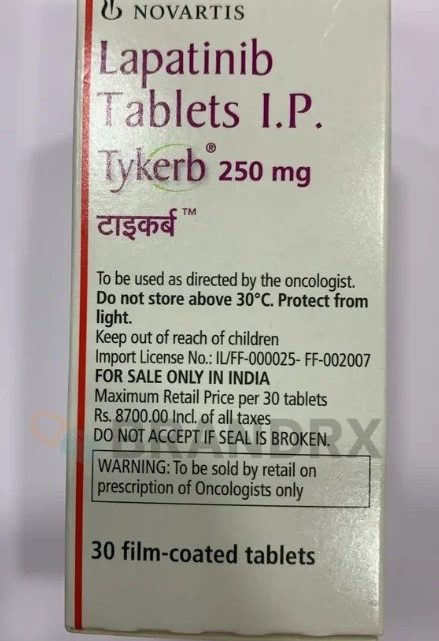 NOVARTIS
Lapatinib
Tablets I.P.
Tykerb® 250 mg
टाइकर्ब™
To be used as directed by the oncologist.
Do not store above 30°C. Protect from
light.
Keep out of reach of children
Import License No.: IL/FF-000025- FF-002007
FOR SALE ONLY IN INDIA
Maximum Retail Price per 30 tablets
Rs. 8700.00 Incl. of all taxes
DO NOT ACCEPT IF SEAL IS BROKEN.
BRANDRX
WARNING: To be sold by retail on
prescription of Oncologists only
30 film-coated tablets